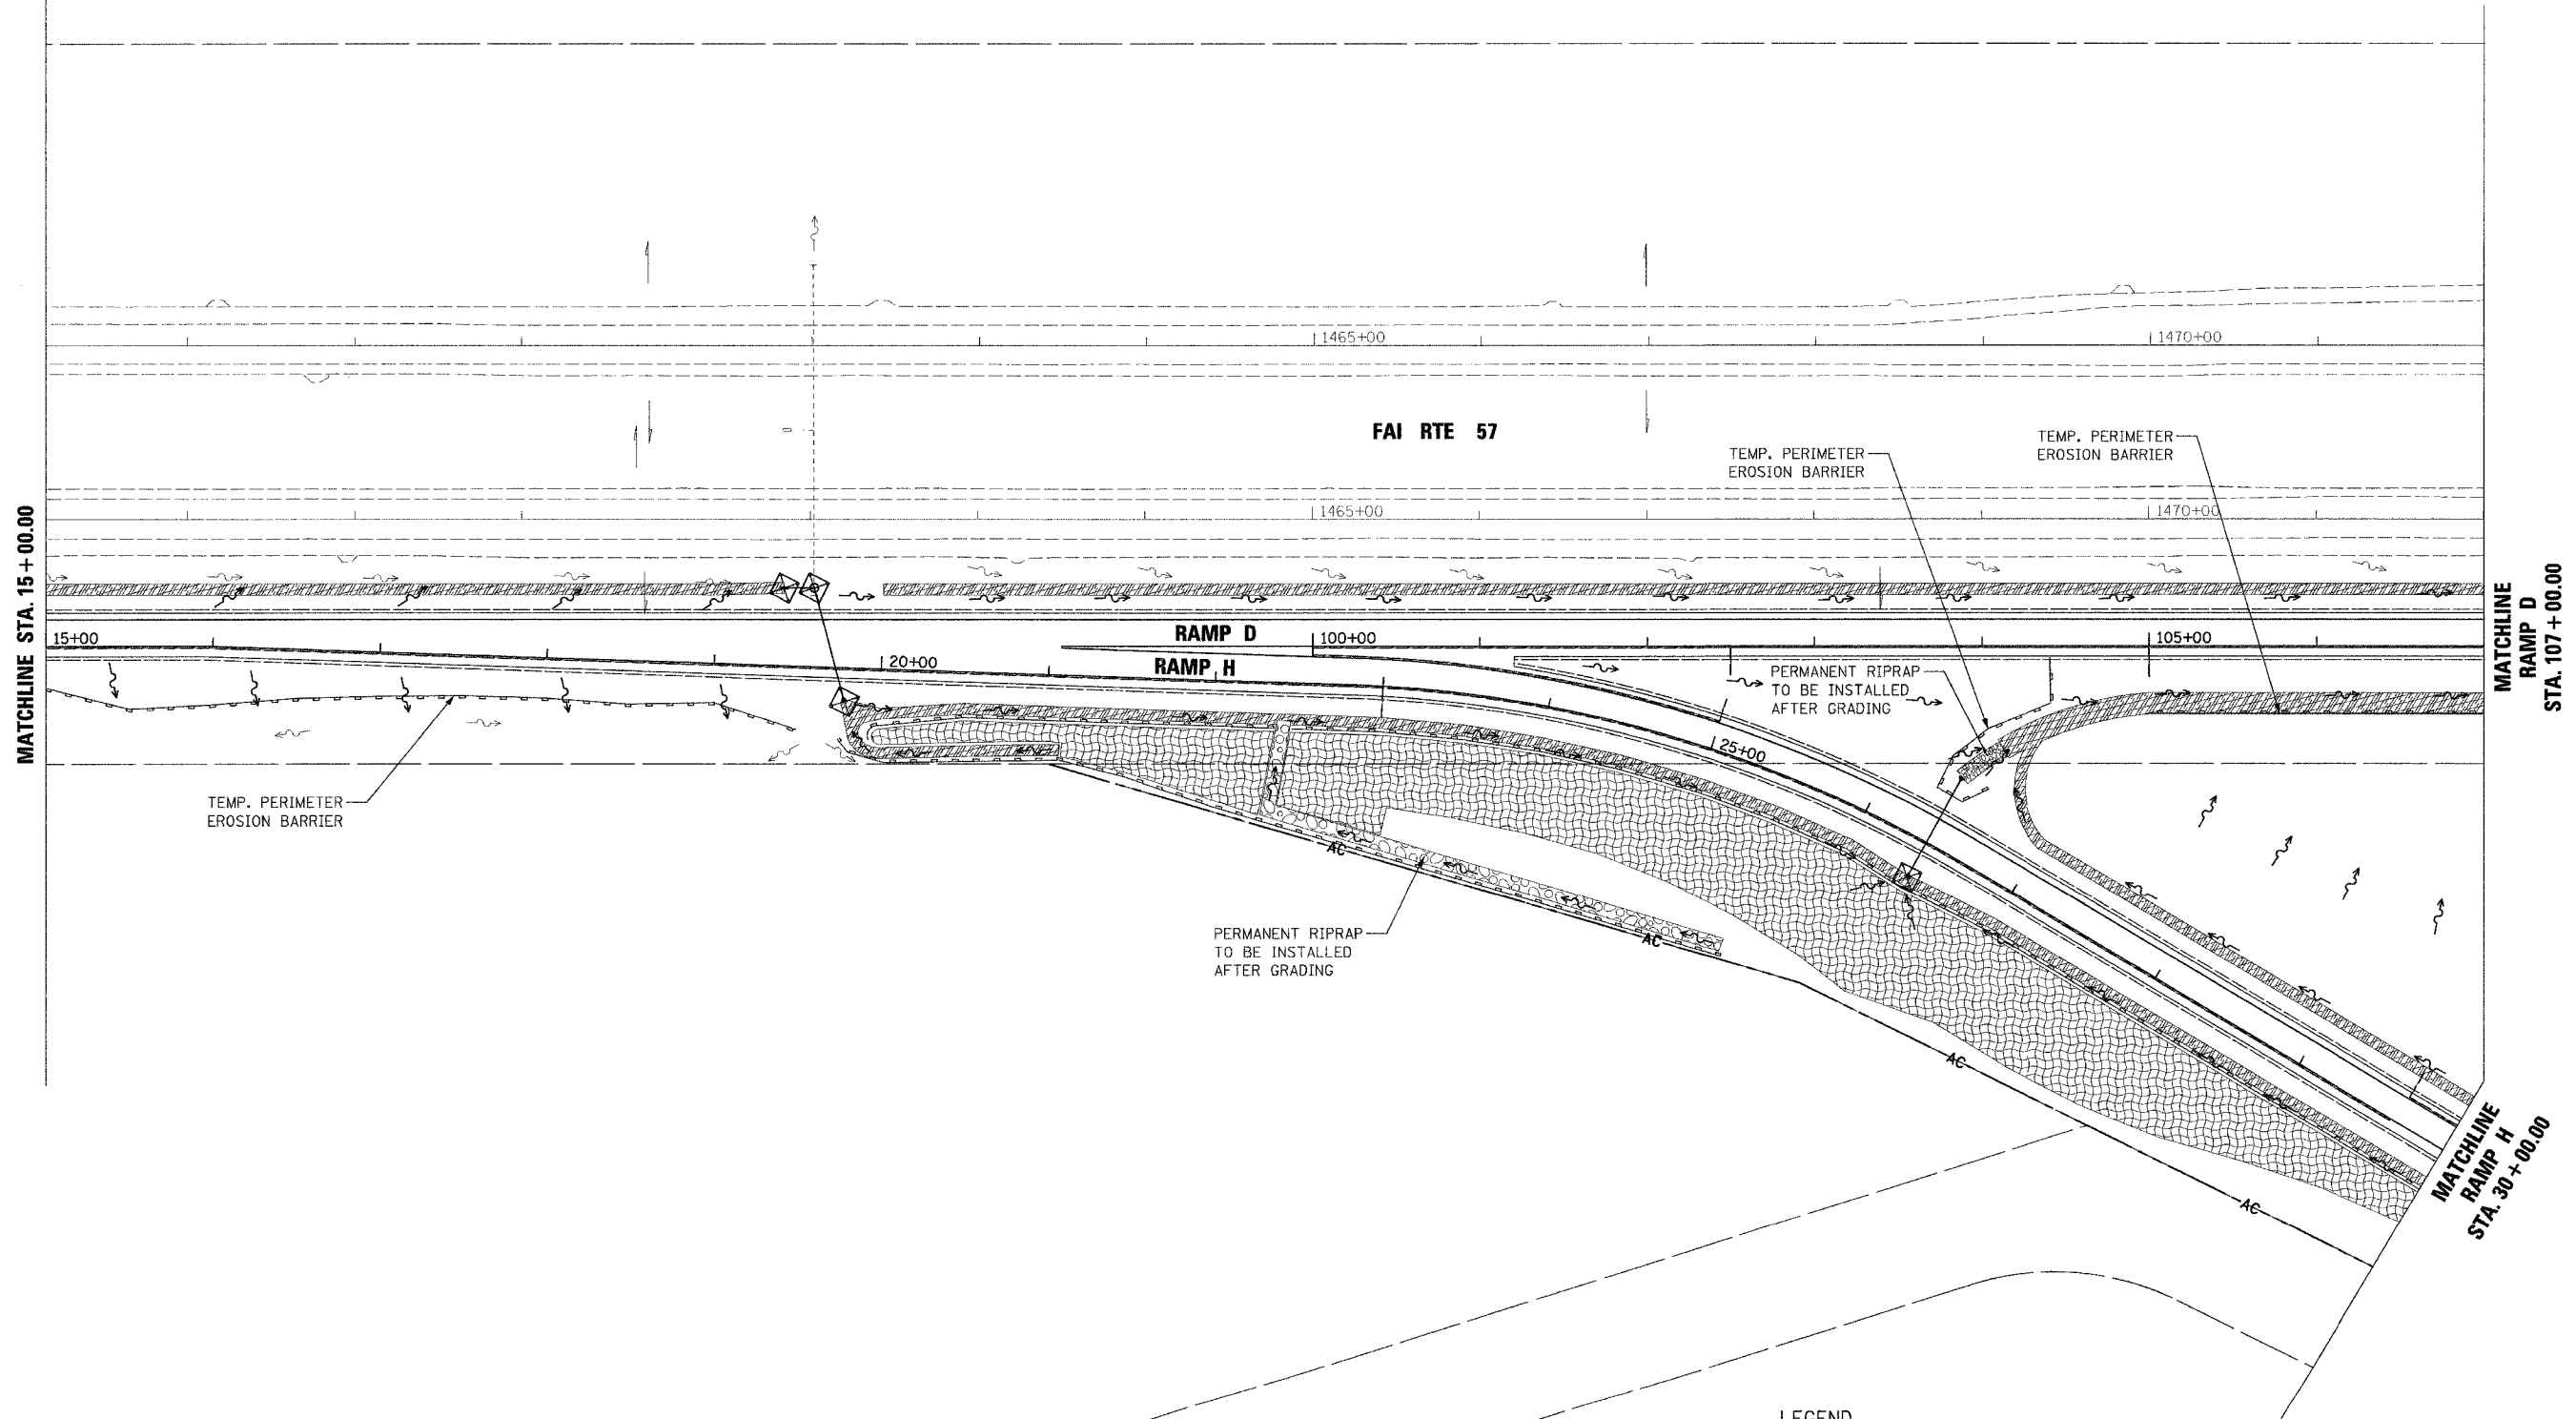 1465+00
1470+00
FAI RTE 57
TEMP. PERIMETER
EROSION BARRIER
TEMP. PERIMETER
EROSION BARRIER
1465+00
1470+00
MATCHLINE STA. 15+00.00
15+00
RAMP D
100+00
105+00
MATCHLINE
RAMP D
STA. 107+00.00
20+00
RAMP H
PERMANENT RIPRAP
TO BE INSTALLED
AFTER GRADING
25+00
TEMP. PERIMETER
EROSION BARRIER
AC
PERMANENT RIPRAP
TO BE INSTALLED
AFTER GRADING
AC
AC
MATCHLINE
RAMP H
STA. 30+00.00
AC
LEGEND